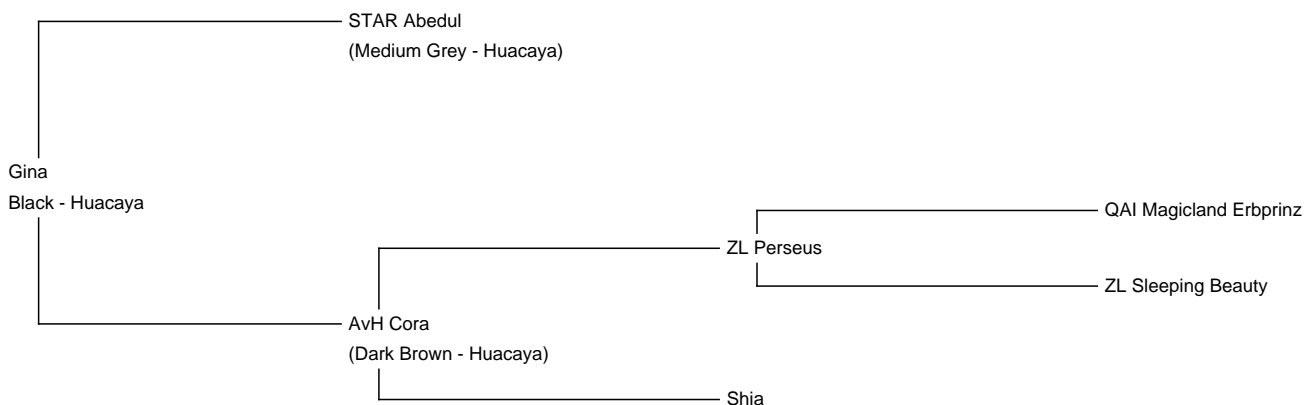 STAR Abedul
(Medium Grey - Huacaya)
Gina
Black - Huacaya
QAI Magicland Erbprinz
ZL Perseus
ZL Sleeping Beauty
AvH Cora
(Dark Brown - Huacaya)
Shia